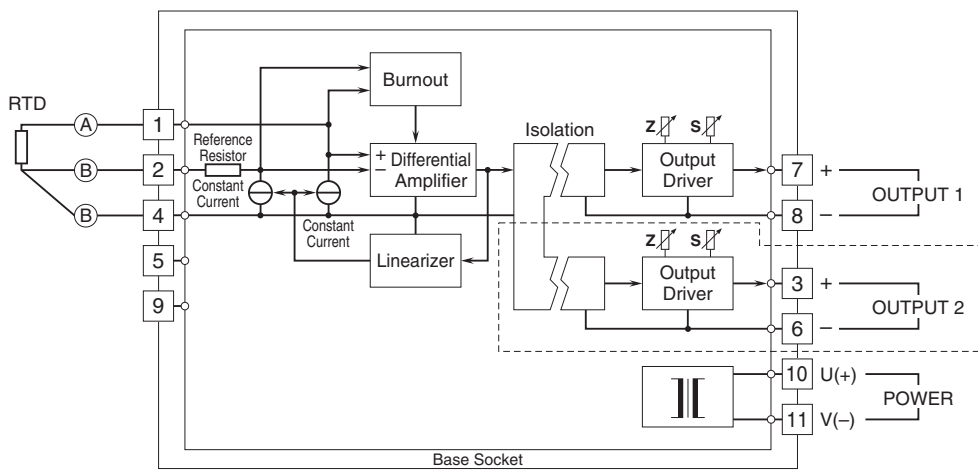 RTD
A
B
B
1
2
4
5
9
Reference
Resistor
Constant
Current
Constant
Current
Burnout
+
−
Differential
Amplifier
Linearizer
Isolation
Z
S
Output
Driver
Z
S
Output
Driver
7
+
8
−
OUTPUT 1
3
+
6
−
OUTPUT 2
10
U(+)
11
V(−)
POWER
Base Socket